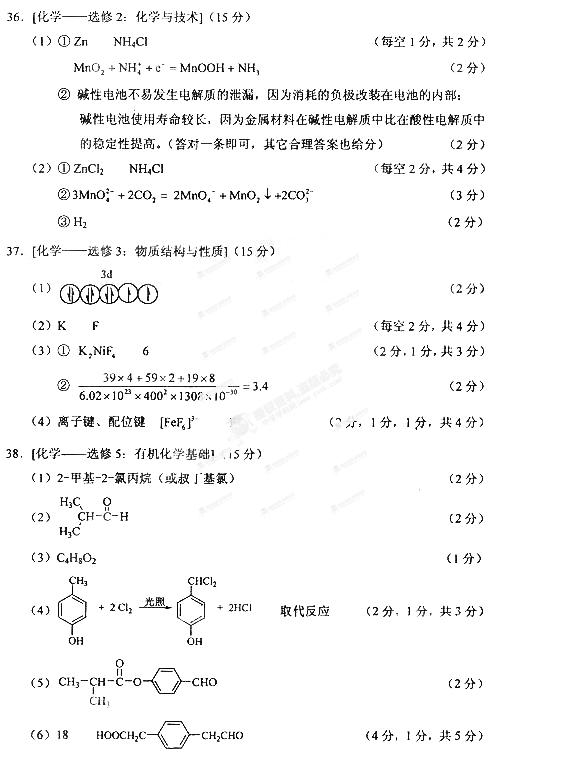 36. [化学——选修2：化学与技术]（15分）
（1）① Zn NH₄Cl （每空1分，共2分）
MnO₂ + NH₄⁺ + e⁻ = MnOOH + NH₃ （2分）
② 碱性电池不易发生电解质的泄漏，因为消耗的负极改装在电池的内部；
碱性电池使用寿命较长，因为金属材料在碱性电解质中比在酸性电解质中
的稳定性提高。（答对一条即可，其它合理答案也给分） （2分）
（2）① ZnCl₂ NH₄Cl （每空2分，共4分）
② 3MnO₄²⁻ + 2CO₂ = 2MnO₄⁻ + MnO₂↓ +2CO₃²⁻ （3分）
③ H₂ （2分）
37. [化学——选修3：物质结构与性质]（15分）
3d
（1） （2分）
（2）K F （每空2分，共4分）
（3）① K₂NiF₄ 6 （2分，1分，共3分）
② 39×4+59×2+19×8 / 6.02×10²³×400²×1308×10⁻³⁰ = 3.4 （2分）
（4）离子键、配位键 [FeF₆]³⁻ （2分，1分，1分，共4分）
38. [化学——选修5：有机化学基础]（15分）
（1）2-甲基-2-氯丙烷（或叔丁基氯） （2分）
（2） H₃C H₃C CH-C-H O （2分）
（3）C₄H₈O₂ （1分）
（4） CH₃ OH + 2 Cl₂ 光照 CHCl₂ OH + 2HCl 取代反应 （2分，1分，共3分）
（5） CH₃-CH-C-O- -CHO O CH₃ （2分）
（6）18 HOOCH₂C- -CH₂CHO （4分，1分，共5分）